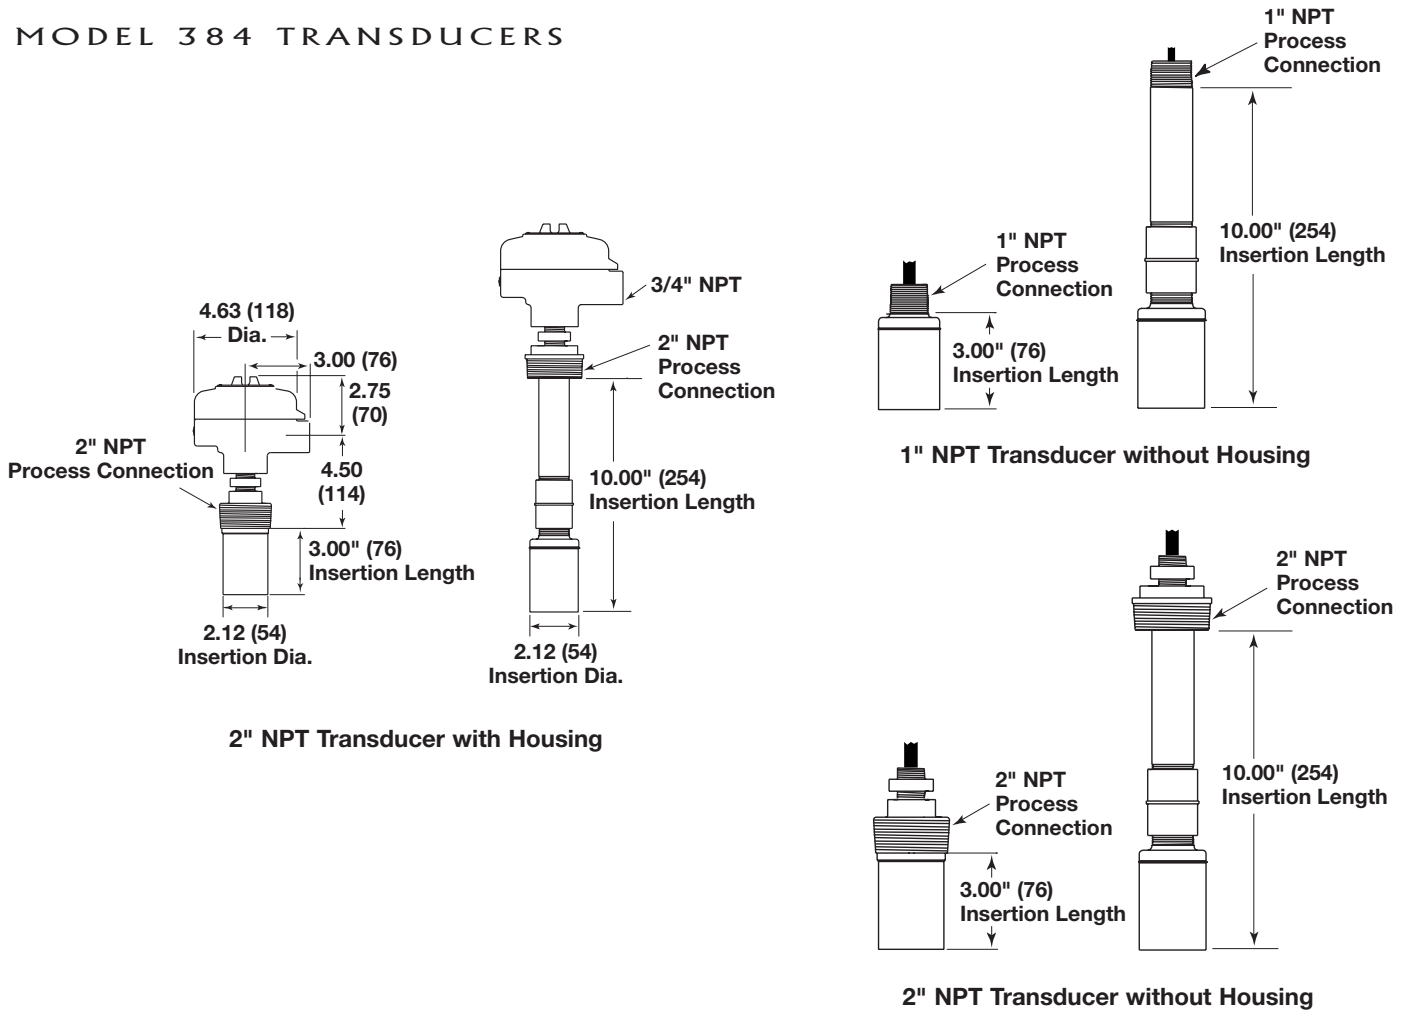 MODEL 384 TRANSDUCERS
4.63 (118)
Dia.
3.00 (76)
2.75
(70)
2" NPT
Process Connection
4.50
(114)
3.00" (76)
Insertion Length
2.12 (54)
Insertion Dia.
3/4" NPT
2" NPT
Process
Connection
10.00" (254)
Insertion Length
2.12 (54)
Insertion Dia.
2" NPT Transducer with Housing
1" NPT
Process
Connection
3.00" (76)
Insertion Length
1" NPT
Process
Connection
10.00" (254)
Insertion Length
1" NPT Transducer without Housing
2" NPT
Process
Connection
3.00" (76)
Insertion Length
2" NPT
Process
Connection
10.00" (254)
Insertion Length
2" NPT Transducer without Housing